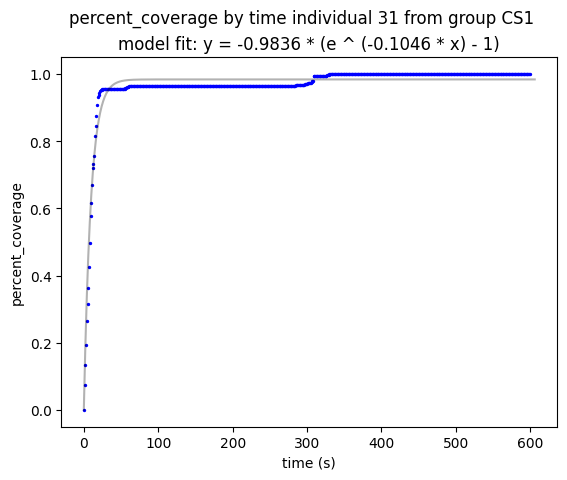 percent_coverage by time individual 31 from group CS1
model fit: y = -0.9836 * (e ^ (-0.1046 * x) - 1)
1.0
0.8
0.6
0.4
0.2
0.0
percent_coverage
0 100 200 300 400 500 600
time (s)